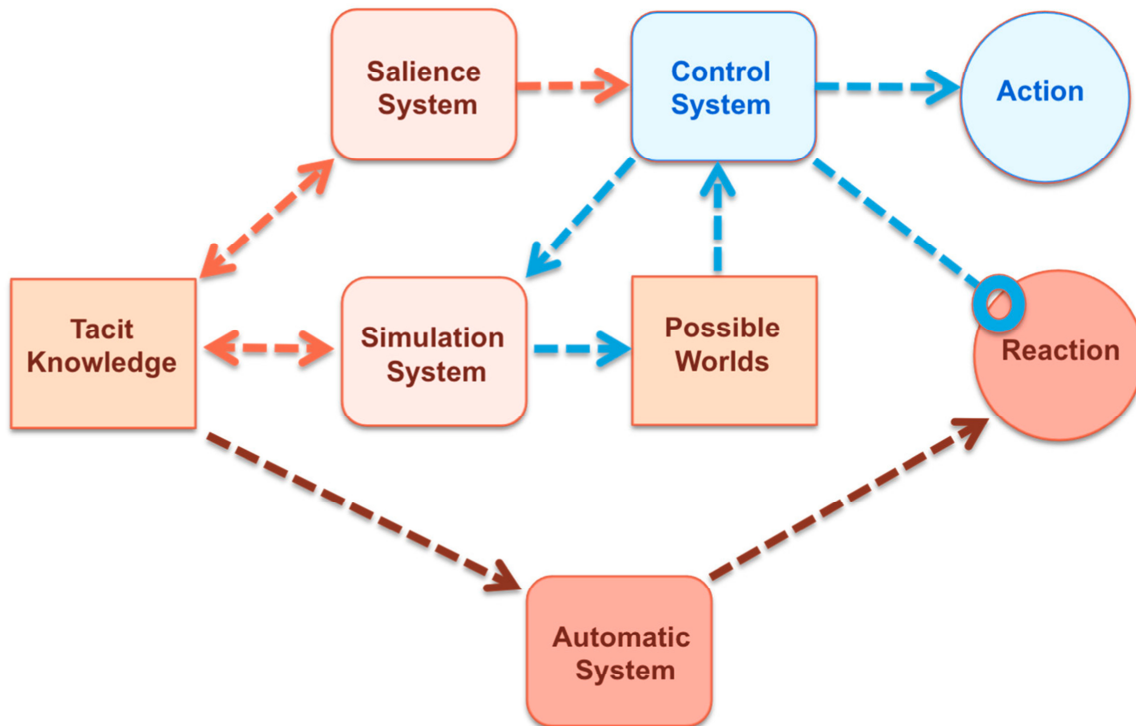 Salience
System
Control
System
Action
Tacit
Knowledge
Simulation
System
Possible
Worlds
Reaction
Automatic
System